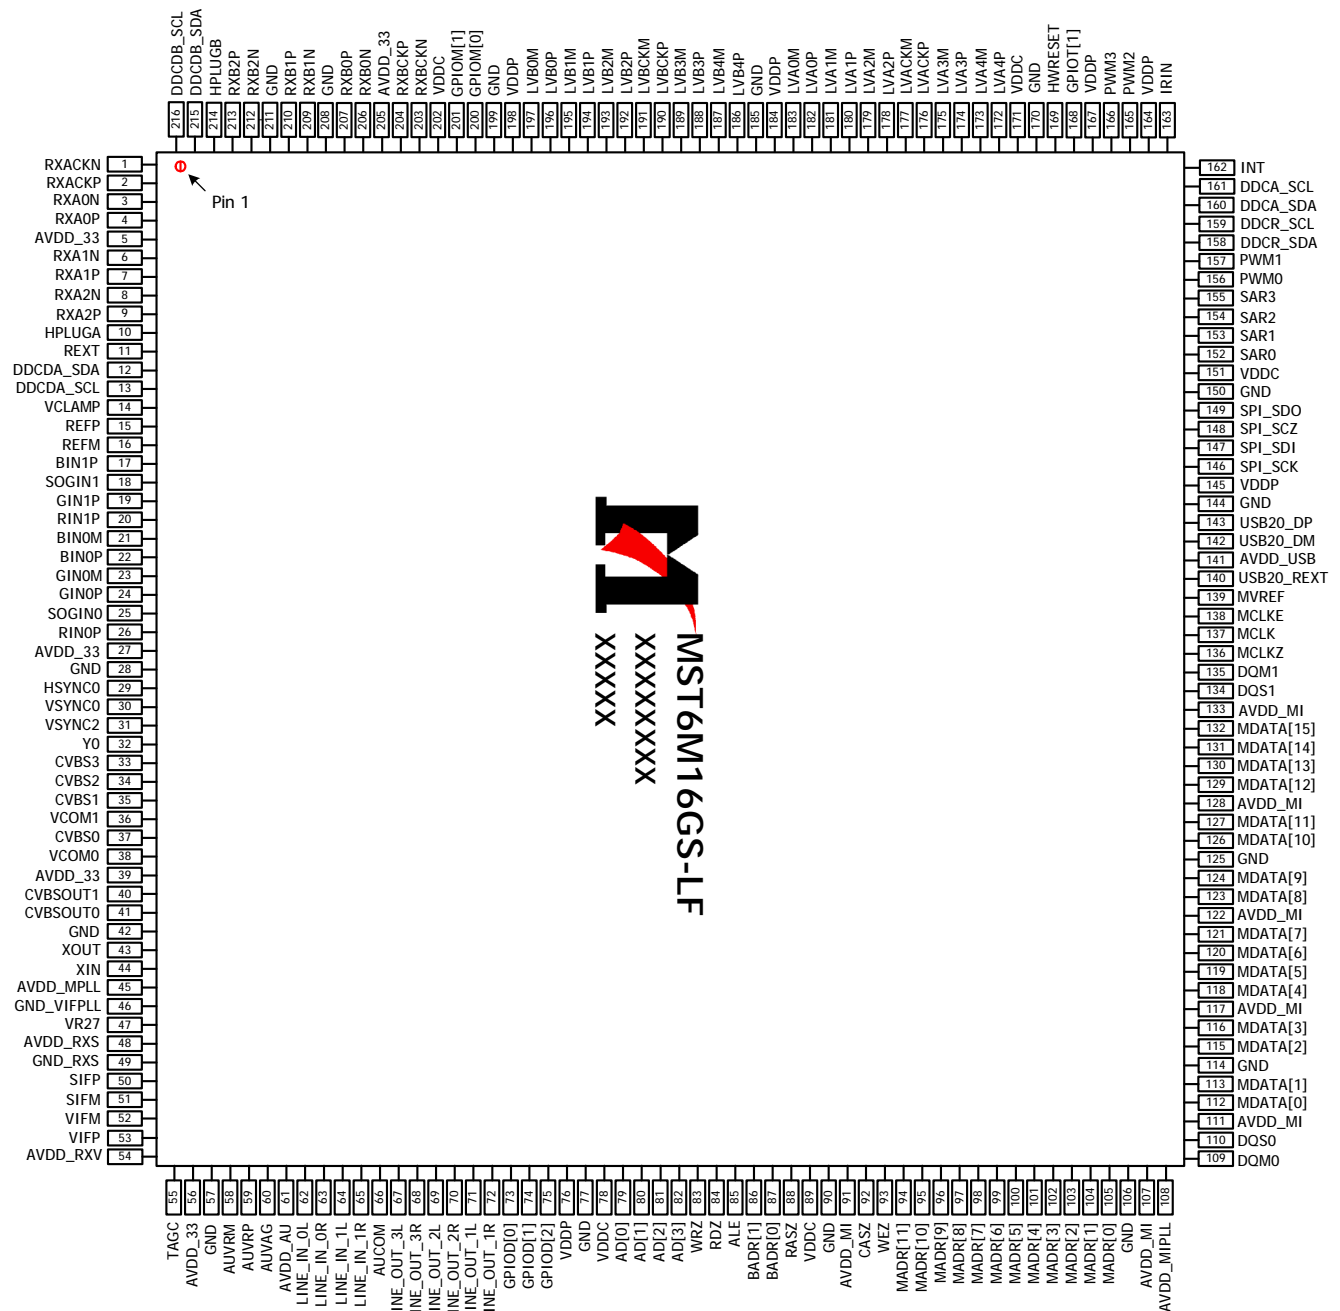 DDCDB_SCL
DDCDB_SDA
HPLUGB
RXB2P
RXB2N
GND
RXB1P
RXB1N
GND
RXB0P
RXB0N
AVDD_33
RXBCKP
RXBCKN
VDDC
GPIOM[1]
GPIOM[0]
GND
VDDP
LVB0M
LVB0P
LVB1M
LVB1P
LVB2M
LVB2P
LVBCKM
LVBCKP
LVB3M
LVB3P
LVB4M
LVB4P
GND
VDDP
LVA0M
LVA0P
LVA1M
LVA1P
LVA2M
LVA2P
LVACKM
LVACKP
LVA3M
LVA3P
LVA4M
LVA4P
VDDC
GND
HWRESET
GPIOT[1]
VDDP
PWM3
PWM2
VDDP
IRIN
216
215
214
213
212
211
210
209
208
207
206
205
204
203
202
201
200
199
198
197
196
195
194
193
192
191
190
189
188
187
186
185
184
183
182
181
180
179
178
177
176
175
174
173
172
171
170
169
168
167
166
165
164
163
RXACKN 1
RXACKP 2
RXA0N 3
RXA0P 4
AVDD_33 5
RXA1N 6
RXA1P 7
RXA2N 8
RXA2P 9
HPLUGA 10
REXT 11
DDCDA_SDA 12
DDCDA_SCL 13
VCLAMP 14
REFP 15
REFM 16
BIN1P 17
SOGIN1 18
GIN1P 19
RIN1P 20
BIN0M 21
BIN0P 22
GIN0M 23
GIN0P 24
SOGIN0 25
RIN0P 26
AVDD_33 27
GND 28
HSYNC0 29
VSYNC0 30
VSYNC2 31
Y0 32
CVBS3 33
CVBS2 34
CVBS1 35
VCOM1 36
CVBS0 37
VCOM0 38
AVDD_33 39
CVBSOUT1 40
CVBSOUT0 41
GND 42
XOUT 43
XIN 44
AVDD_MPLL 45
GND_VIFPLL 46
VR27 47
AVDD_RXS 48
GND_RXS 49
SIFP 50
SIFM 51
VIFM 52
VIFP 53
AVDD_RXV 54
Pin 1
MST6M16GS-LF
XXXXXXXX
XXXXX
162 INT
161 DDCA_SCL
160 DDCA_SDA
159 DDCR_SCL
158 DDCR_SDA
157 PWM1
156 PWM0
155 SAR3
154 SAR2
153 SAR1
152 SAR0
151 VDDC
150 GND
149 SPI_SDO
148 SPI_SCZ
147 SPI_SDI
146 SPI_SCK
145 VDDP
144 GND
143 USB20_DP
142 USB20_DM
141 AVDD_USB
140 USB20_REXT
139 MVREF
138 MCLKE
137 MCLK
136 MCLKZ
135 DQM1
134 DQS1
133 AVDD_MI
132 MDATA[15]
131 MDATA[14]
130 MDATA[13]
129 MDATA[12]
128 AVDD_MI
127 MDATA[11]
126 MDATA[10]
125 GND
124 MDATA[9]
123 MDATA[8]
122 AVDD_MI
121 MDATA[7]
120 MDATA[6]
119 MDATA[5]
118 MDATA[4]
117 AVDD_MI
116 MDATA[3]
115 MDATA[2]
114 GND
113 MDATA[1]
112 MDATA[0]
111 AVDD_MI
110 DQS0
109 DQM0
55
56
57
58
59
60
61
62
63
64
65
66
67
68
69
70
71
72
73
74
75
76
77
78
79
80
81
82
83
84
85
86
87
88
89
90
91
92
93
94
95
96
97
98
99
100
101
102
103
104
105
106
107
108
TAGC
AVDD_33
GND
AUVRM
AUVRP
AUVAG
AVDD_AU
LINE_IN_0L
LINE_IN_0R
LINE_IN_1L
LINE_IN_1R
AUCOM
INE_OUT_3L
INE_OUT_3R
INE_OUT_2L
INE_OUT_2R
INE_OUT_1L
INE_OUT_1R
GPIOD[0]
GPIOD[1]
GPIOD[2]
VDDP
GND
VDDC
AD[0]
AD[1]
AD[2]
AD[3]
WRZ
RDZ
ALE
BADR[1]
BADR[0]
RASZ
VDDC
GND
AVDD_MI
CASZ
WEZ
MADR[11]
MADR[10]
MADR[9]
MADR[8]
MADR[7]
MADR[6]
MADR[5]
MADR[4]
MADR[3]
MADR[2]
MADR[1]
MADR[0]
GND
AVDD_MI
AVDD_MIPLL